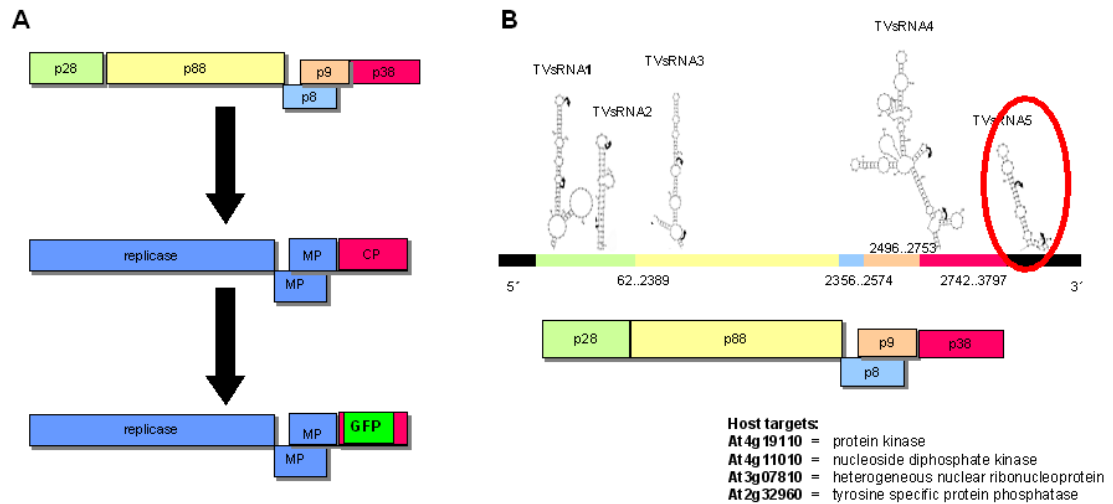 A
p28
p88
p9
p38
p8
replicase
MP
CP
MP
replicase
MP
GFP
MP
B
TVsRNA1
TVsRNA2
TVsRNA3
TVsRNA4
TVsRNA5
2496..2753
5´
62..2389
2356..2574
2742..3797
3´
p28
p88
p9
p38
p8
Host targets:
At4g19110 = protein kinase
At4g11010 = nucleoside diphosphate kinase
At3g07810 = heterogeneous nuclear ribonucleoprotein
At2g32960 = tyrosine specific protein phosphatase